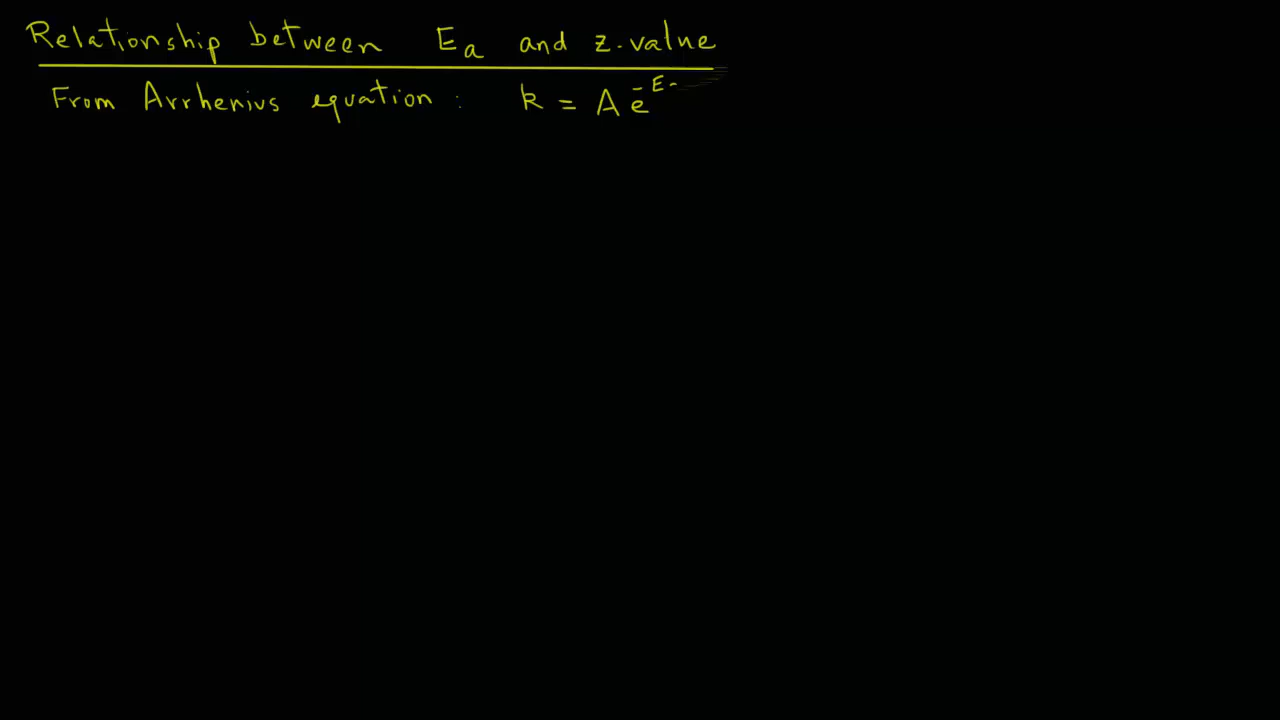 Relationship between Ea and z-value
From Arrhenius equation : k = A e^-E-